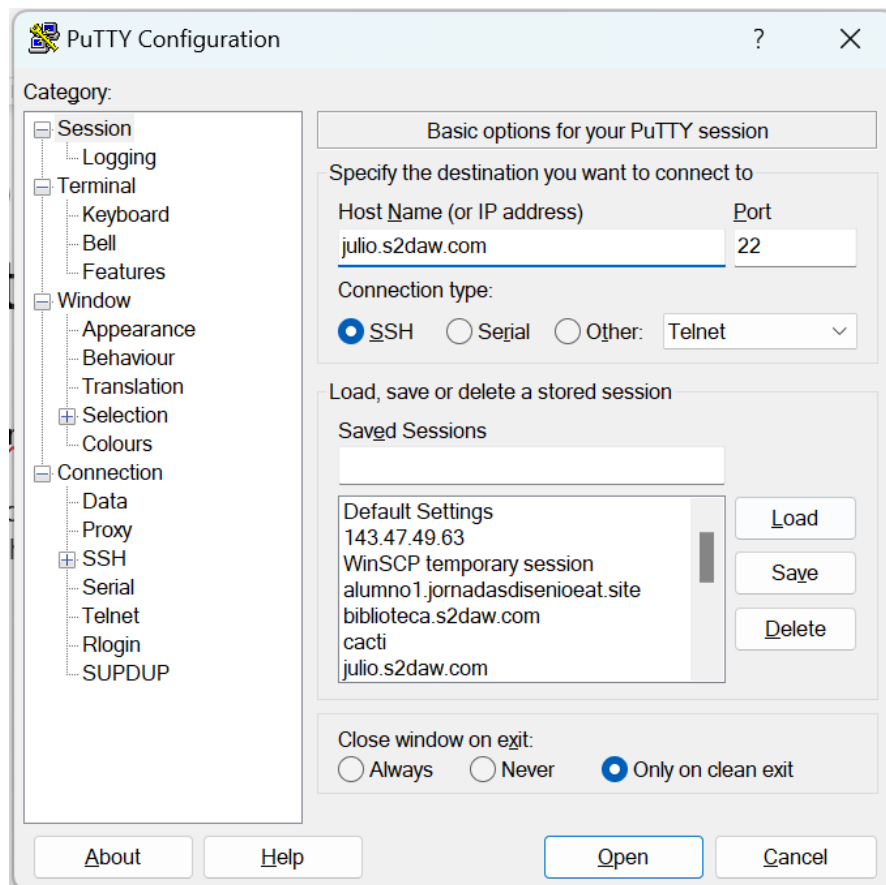 PuTTY Configuration
?
Category:
Session
Logging
Terminal
Keyboard
Bell
Features
Window
Appearance
Behaviour
Translation
Selection
Colours
Connection
Data
Proxy
SSH
Serial
Telnet
Rlogin
SUPDUP
Basic options for your PuTTY session
Specify the destination you want to connect to
Host Name (or IP address) Port
julio.s2daw.com 22
Connection type:
SSH Serial Other: Telnet
Load, save or delete a stored session
Saved Sessions
Default Settings
143.47.49.63
WinSCP temporary session
alumno1.jornadasdisenioeat.site
biblioteca.s2daw.com
cacti
julio.s2daw.com
Load
Save
Delete
Close window on exit:
Always Never Only on clean exit
About Help Open Cancel